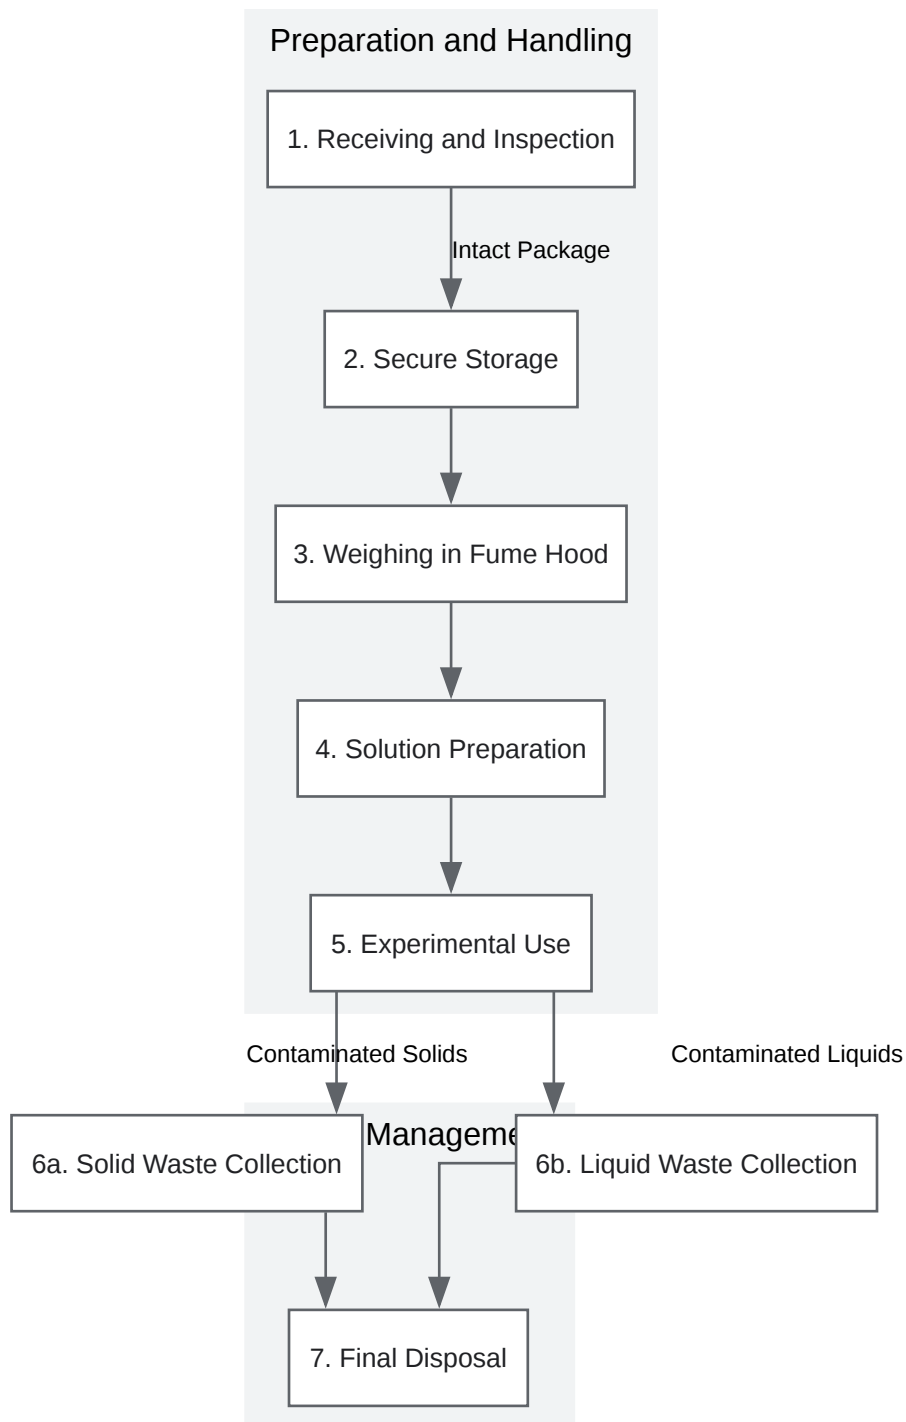 Preparation and Handling
1. Receiving and Inspection
Intact Package
2. Secure Storage
3. Weighing in Fume Hood
4. Solution Preparation
5. Experimental Use
Contaminated Solids
Contaminated Liquids
6a. Solid Waste Collection
6b. Liquid Waste Collection
7. Final Disposal